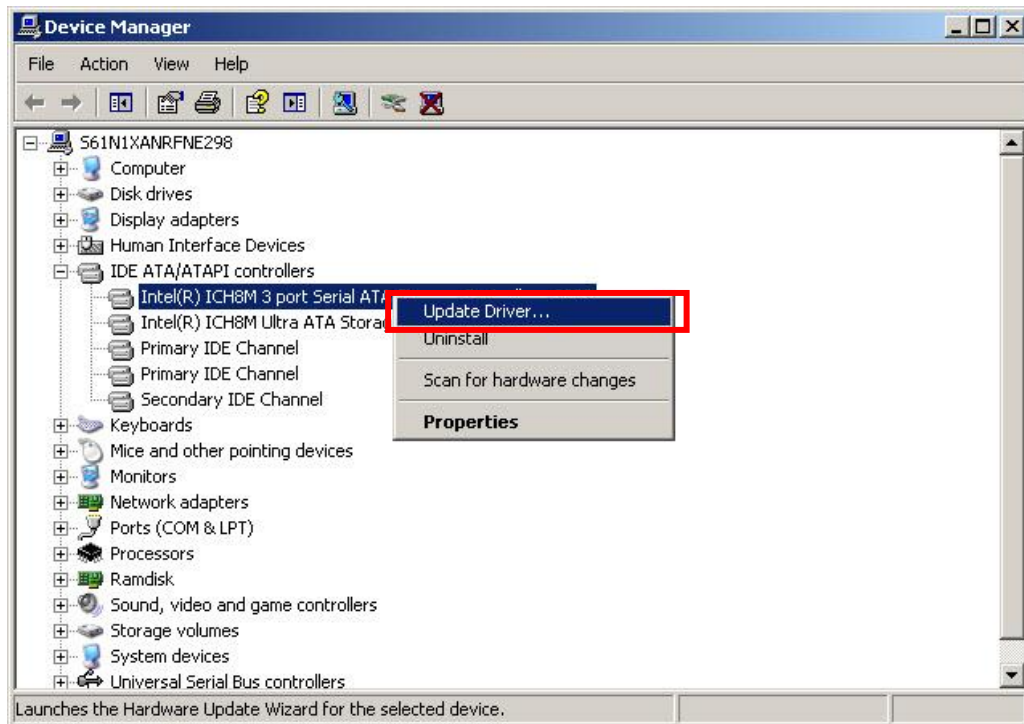 Device Manager
File Action View Help
S61N1XANRFNE298
Computer
Disk drives
Display adapters
Human Interface Devices
IDE ATA/ATAPI controllers
Intel(R) ICH8M 3 port Serial ATA
Update Driver...
Intel(R) ICH8M Ultra ATA
Uninstall
Primary IDE Channel
Primary IDE Channel
Scan for hardware changes
Secondary IDE Channel
Properties
Keyboards
Mice and other pointing devices
Monitors
Network adapters
Ports (COM & LPT)
Processors
Ramdisk
Sound, video and game controllers
Storage volumes
System devices
Universal Serial Bus controllers
Launches the Hardware Update Wizard for the selected device.